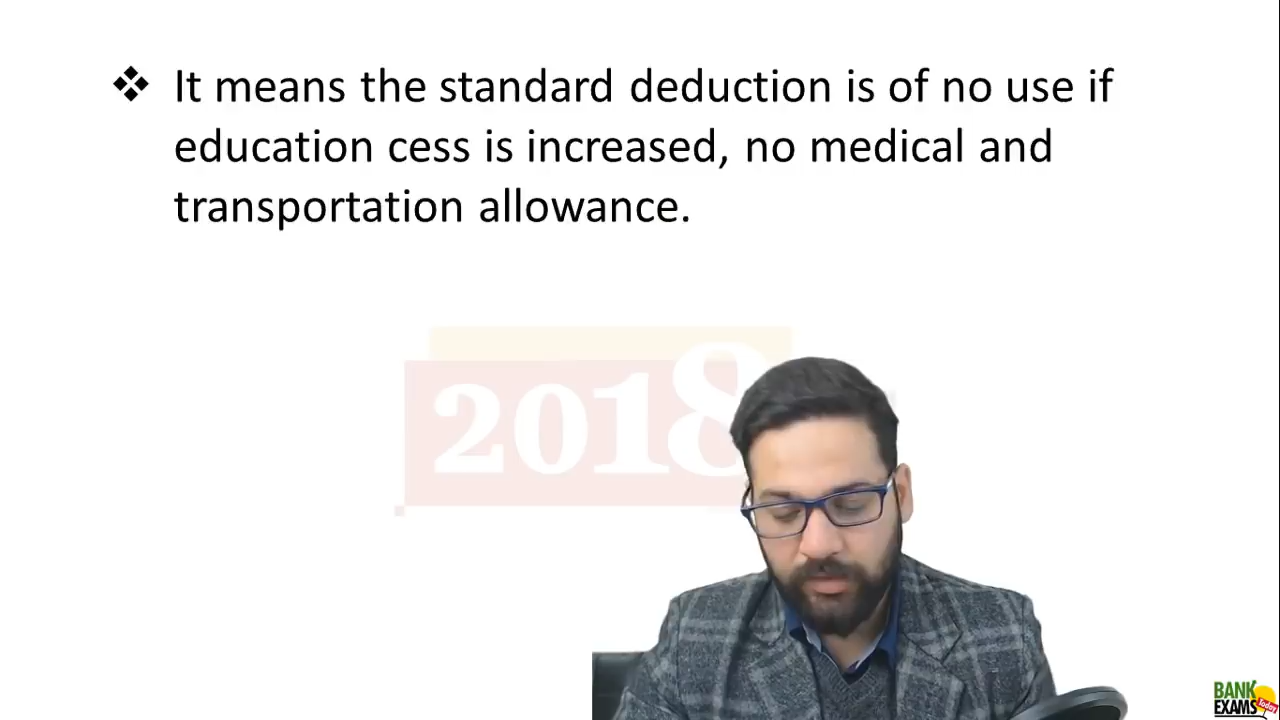 ❖ It means the standard deduction is of no use if
education cess is increased, no medical and
transportation allowance.
2018
BANK
EXAMS Today